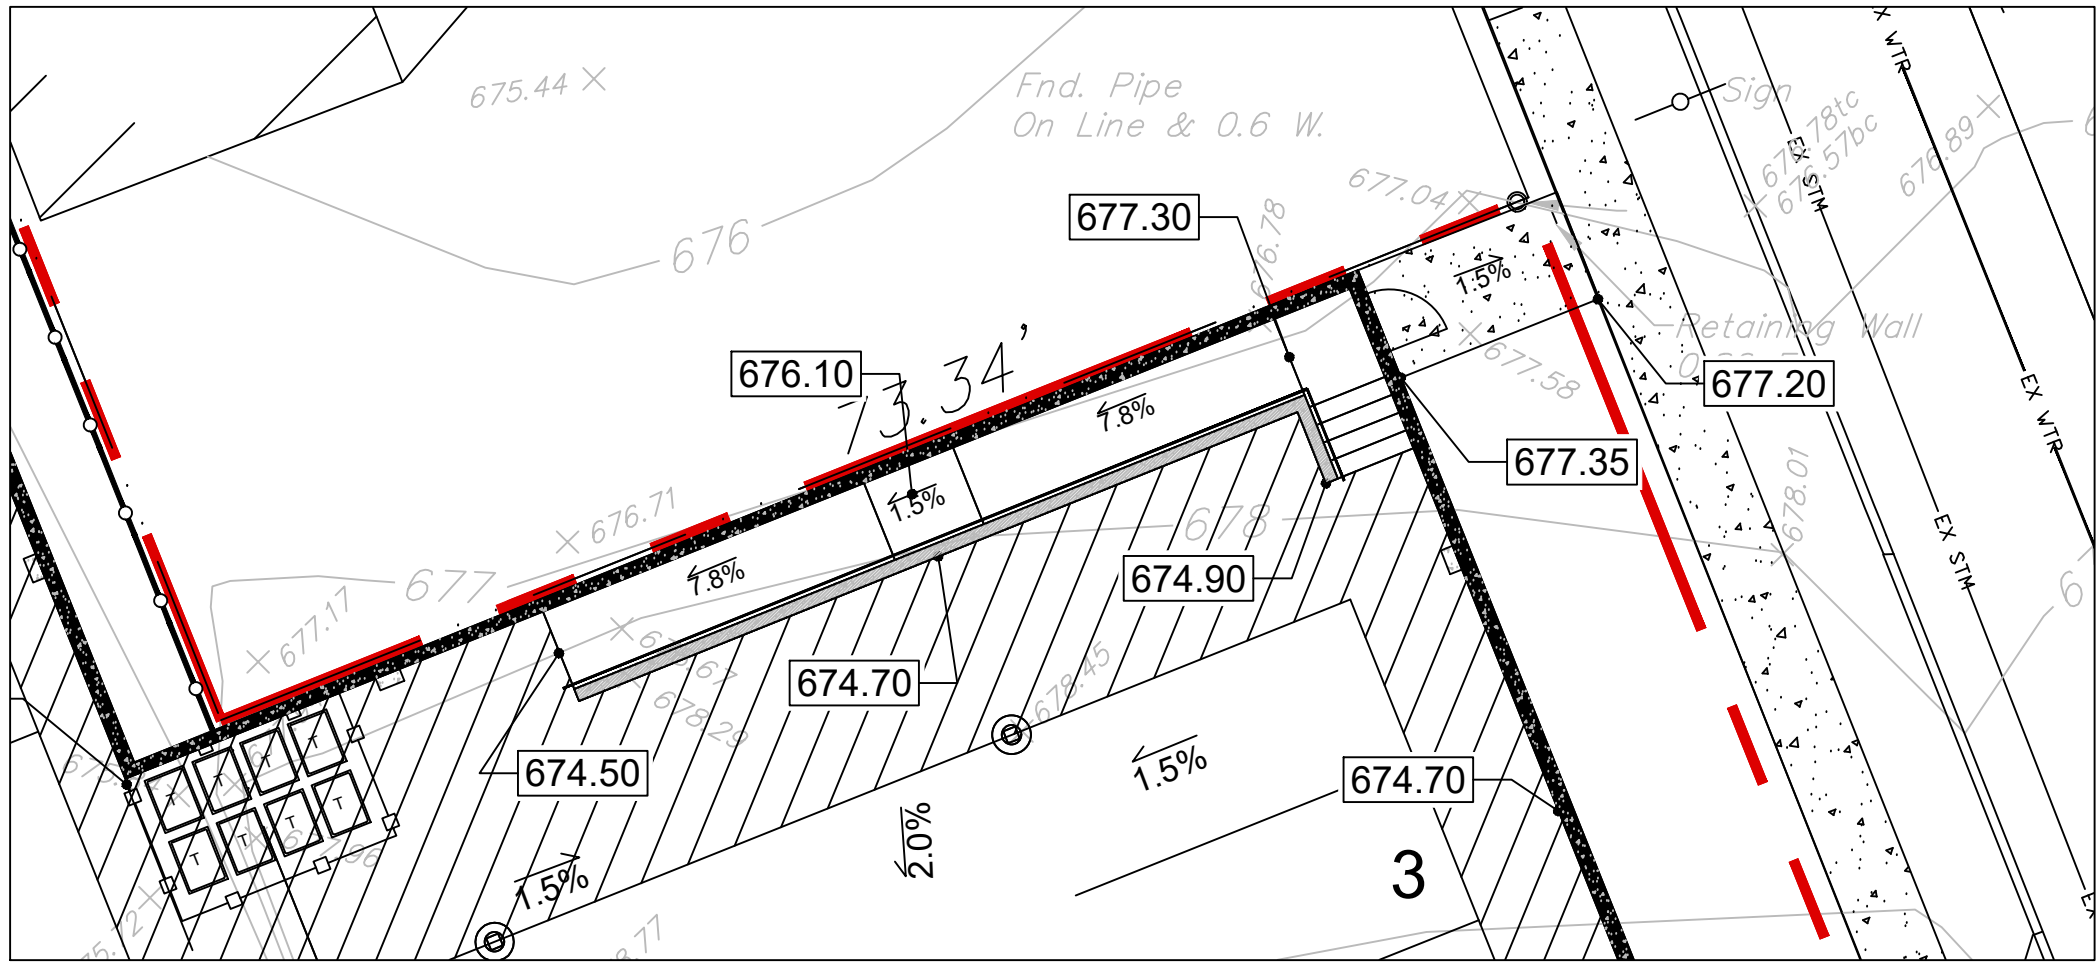 EX WTR
675.44
Fnd. Pipe
On Line & 0.6 W.
Sign
676.78tc
676.57bc
676.89
EX STM
677.04
677.30
676.78
676
1.5%
Retaining Wall
677.20
73.34'
676.10
677.58
7.8%
EX WTR
677.35
678.01
1.5%
676.71
678
EX STM
7.8%
674.90
677
677.17
678.45
674.70
678.29
674.50
1.5%
674.70
T T T T
T T T T
2.0%
1.5%
3